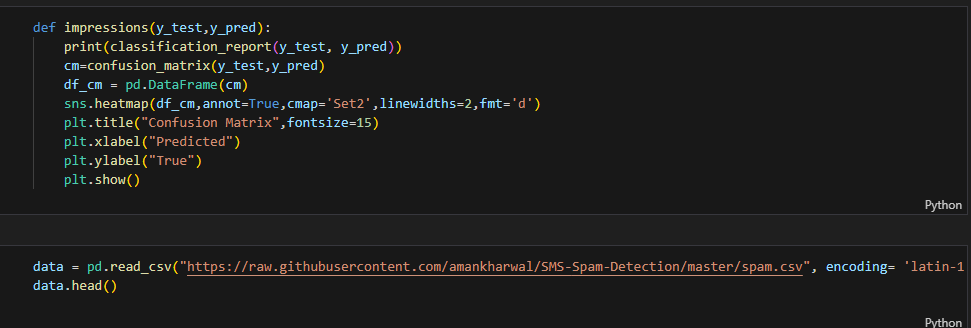 def impressions(y_test,y_pred):
    print(classification_report(y_test, y_pred))
    cm=confusion_matrix(y_test,y_pred)
    df_cm = pd.DataFrame(cm)
    sns.heatmap(df_cm,annot=True,cmap='Set2',linewidths=2,fmt='d')
    plt.title("Confusion Matrix",fontsize=15)
    plt.xlabel("Predicted")
    plt.ylabel("True")
    plt.show()
Python
data = pd.read_csv("https://raw.githubusercontent.com/amankharwal/SMS-Spam-Detection/master/spam.csv", encoding= 'latin-1
data.head()
Python